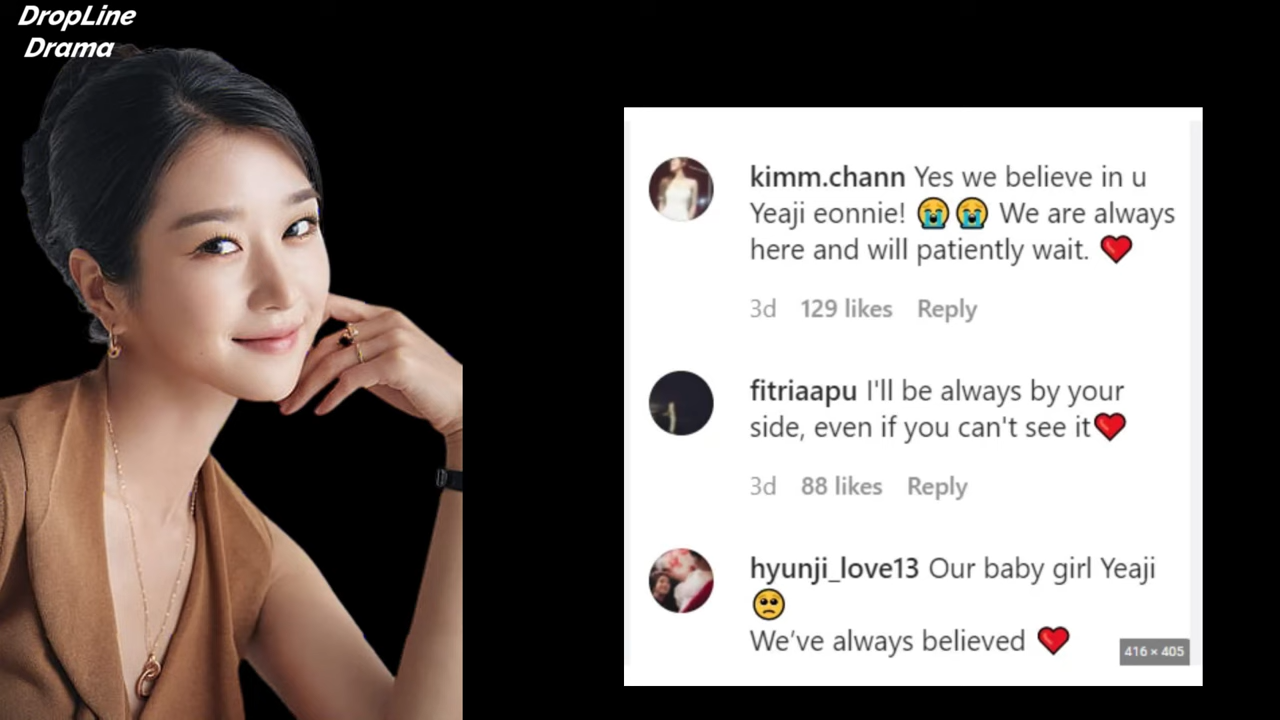 DropLine
Drama
kimm.chann Yes we believe in u
Yeaji eonnie! 😭😭 We are always
here and will patiently wait. ❤️
3d 129 likes Reply
fitriaapu I'll be always by your
side, even if you can't see it❤️
3d 88 likes Reply
hyunji_love13 Our baby girl Yeaji
🥺
We've always believed ❤️
416 × 405